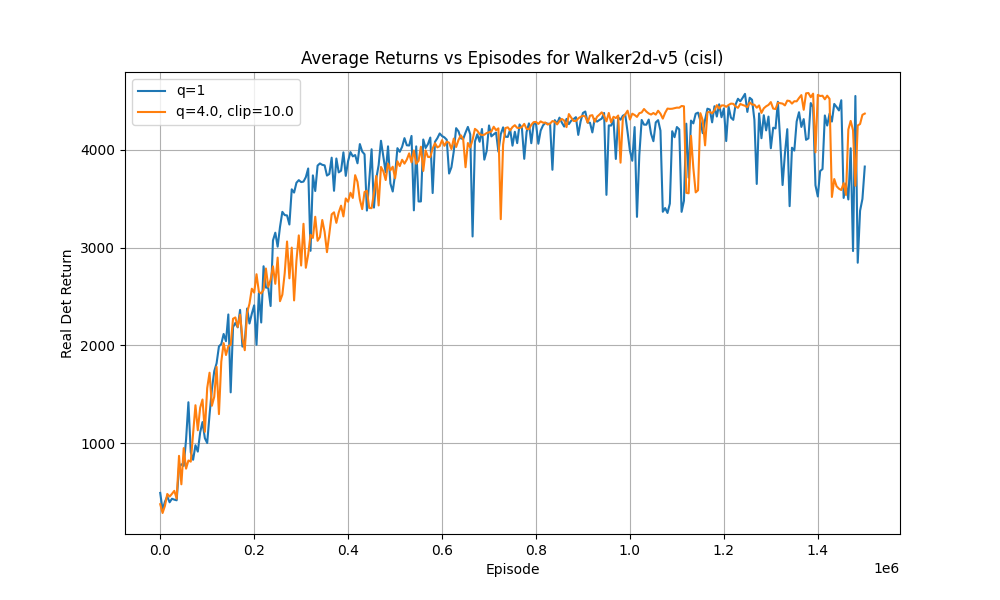 Average Returns vs Episodes for Walker2d-v5 (cisl)
q=1
q=4.0, clip=10.0
Real Det Return
4000
3000
2000
1000
0.0 0.2 0.4 0.6 0.8 1.0 1.2 1.4
1e6
Episode